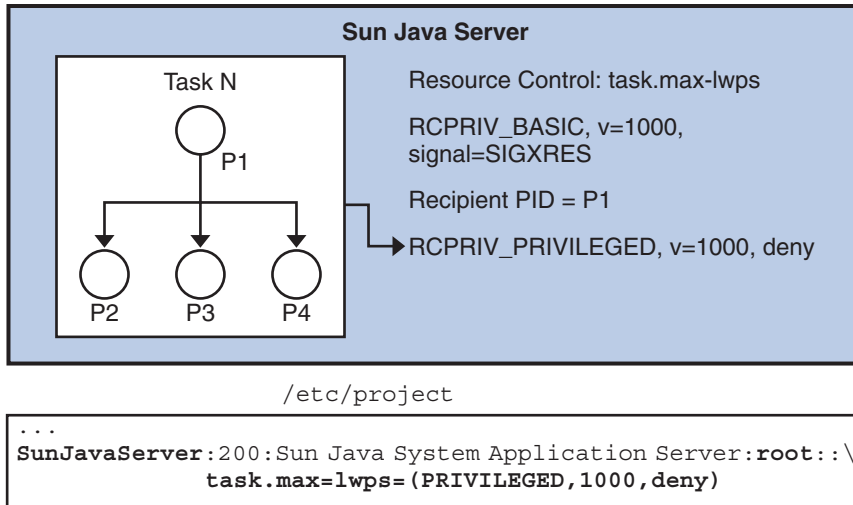 Sun Java Server
Task N
P1
P2 P3 P4
Resource Control: task.max-lwps
RCPRIV_BASIC, v=1000,
signal=SIGXRES
Recipient PID = P1
RCPRIV_PRIVILEGED, v=1000, deny
/etc/project
...
SunJavaServer:200:Sun Java System Application Server:root::\
task.max=lwps=(PRIVILEGED,1000,deny)